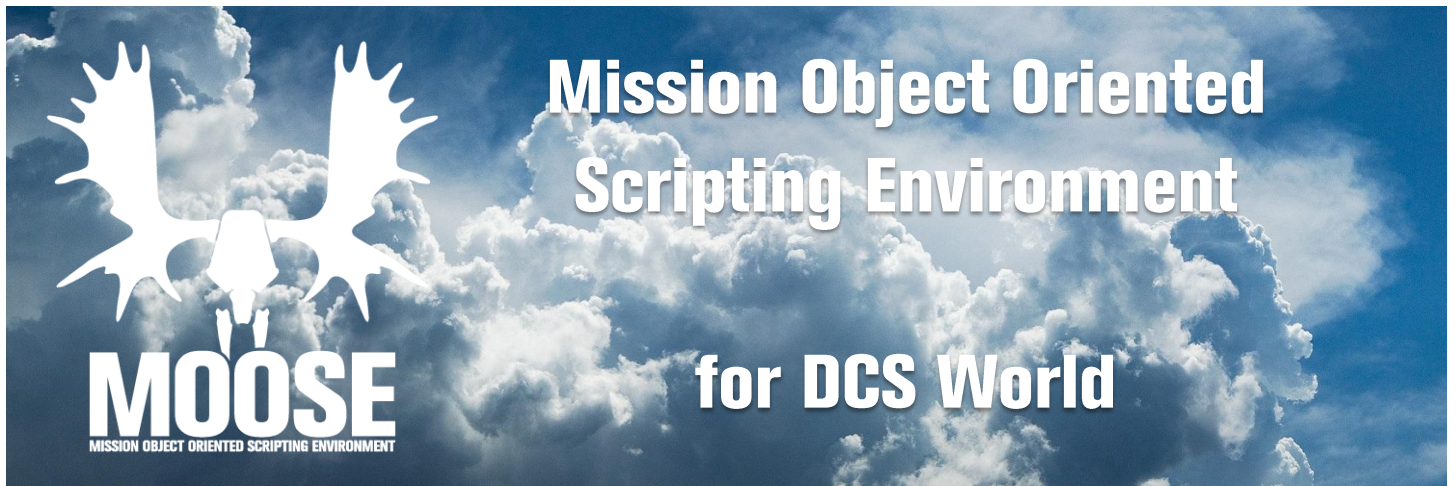 Mission Object Oriented
Scripting Environment
for DCS World
MOOSE
MISSION OBJECT ORIENTED SCRIPTING ENVIRONMENT